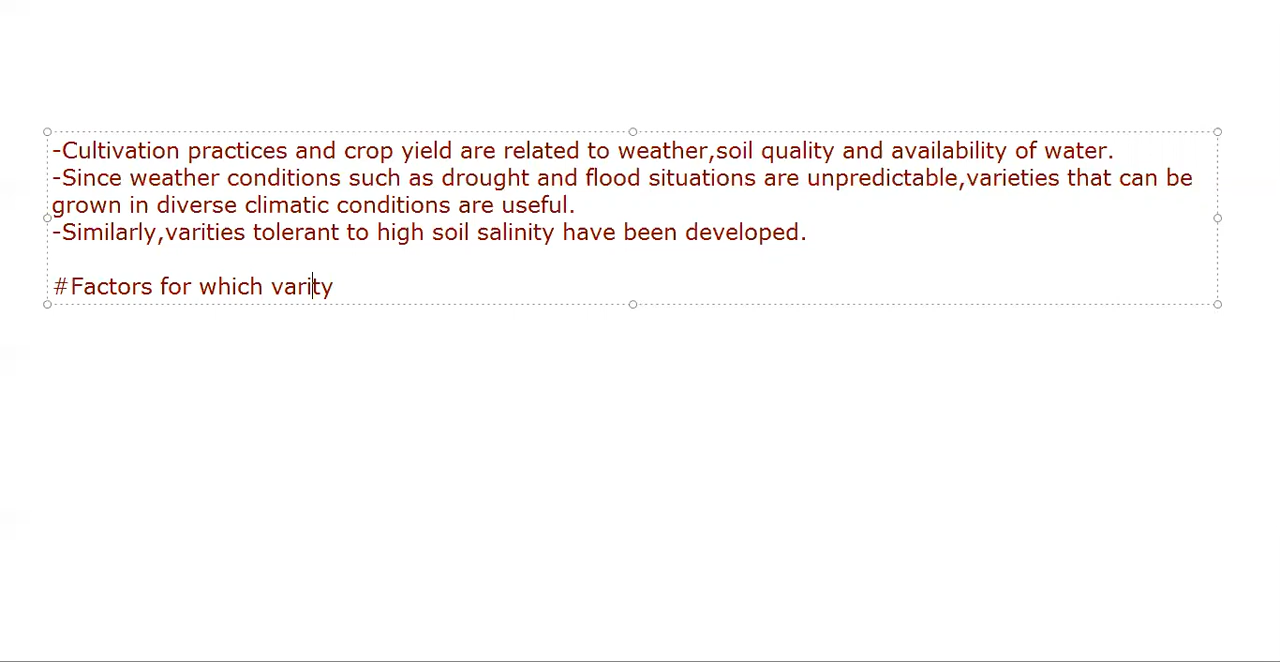 -Cultivation practices and crop yield are related to weather,soil quality and availability of water.
-Since weather conditions such as drought and flood situations are unpredictable,varieties that can be
grown in diverse climatic conditions are useful.
-Similarly,varities tolerant to high soil salinity have been developed.
#Factors for which varity